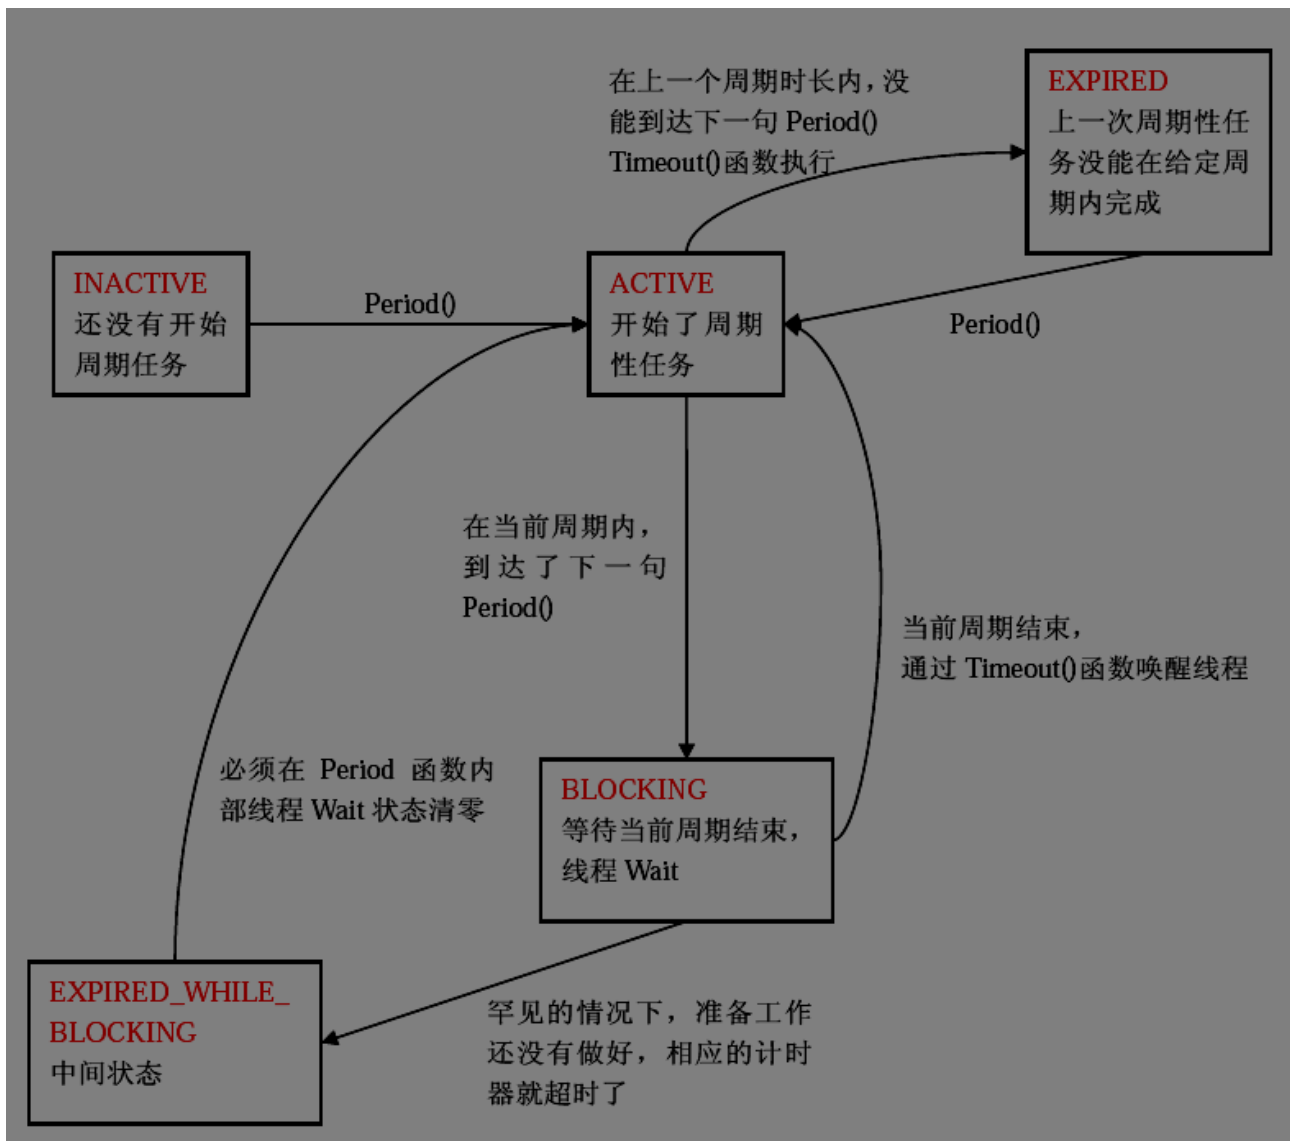 在上一个周期时长内，没
能到达下一句 Period()
Timeout()函数执行
EXPIRED
上一次周期性任
务没能在给定周
期内完成
INACTIVE
还没有开始
周期任务
Period()
ACTIVE
开始了周期
性任务
Period()
在当前周期内，
到达了下一句
Period()
当前周期结束，
通过 Timeout()函数唤醒线程
必须在 Period 函数内
部线程 Wait 状态清零
BLOCKING
等待当前周期结束，
线程 Wait
EXPIRED_WHILE_
BLOCKING
中间状态
罕见的情况下，准备工作
还没有做好，相应的计时
器就超时了